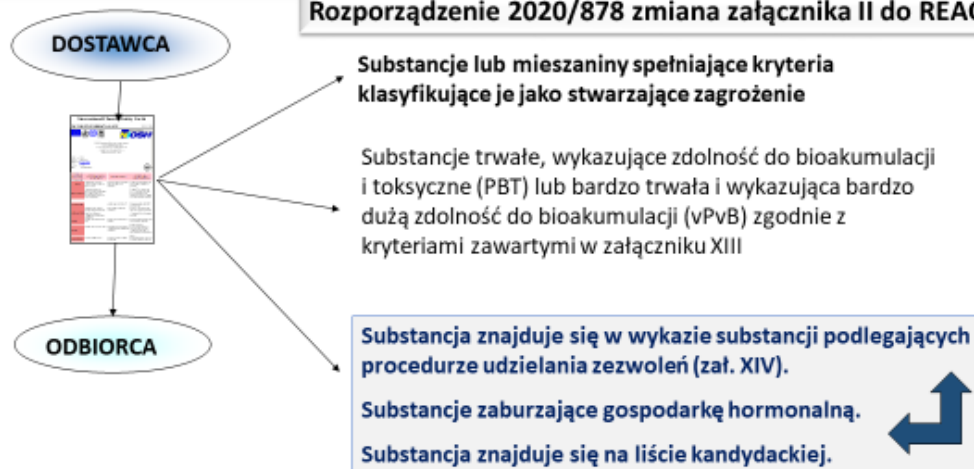 Rozporządzenie 2020/878 zmiana załącznika II do REAC
DOSTAWCA
Substancje lub mieszaniny spełniające kryteria
klasyfikujące je jako stwarzające zagrożenie
Substancje trwałe, wykazujące zdolność do bioakumulacji
i toksyczne (PBT) lub bardzo trwała i wykazująca bardzo
dużą zdolność do bioakumulacji (vPvB) zgodnie z
kryteriami zawartymi w załączniku XIII
ODBIORCA
Substancja znajduje się w wykazie substancji podlegających
procedurze udzielania zezwoleń (zał. XIV).
Substancje zaburzające gospodarkę hormonalną.
Substancja znajduje się na liście kandydackiej.